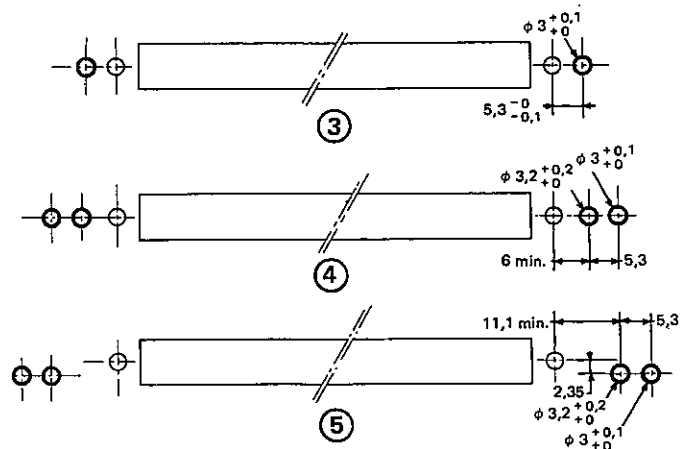 φ 3 +0,1 +0
5,3 -0 -0,1
3
φ 3,2 +0,2 +0
φ 3 +0,1 +0
6 min.
5,3
4
11,1 min.
5,3
2,35
φ 3,2 +0,2 +0
φ 3 +0,1 +0
5